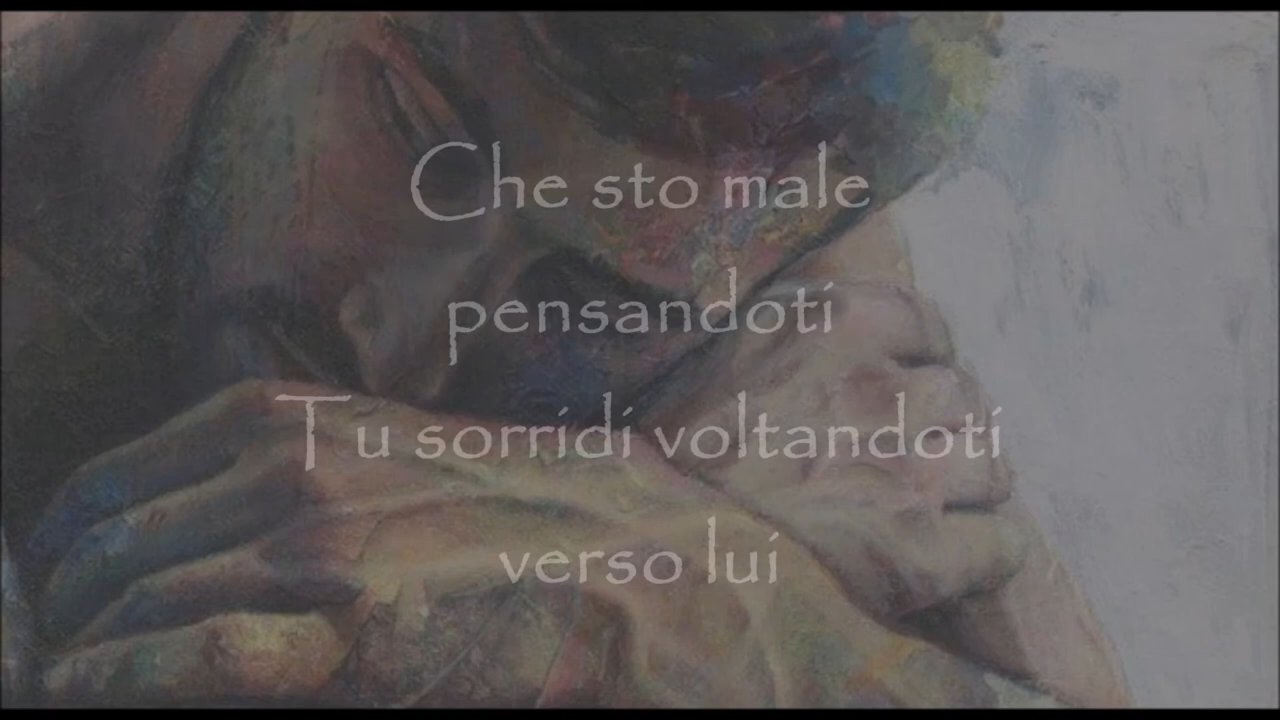 Che sto male
pensandoti
Tu sorridi voltandoti
verso lui